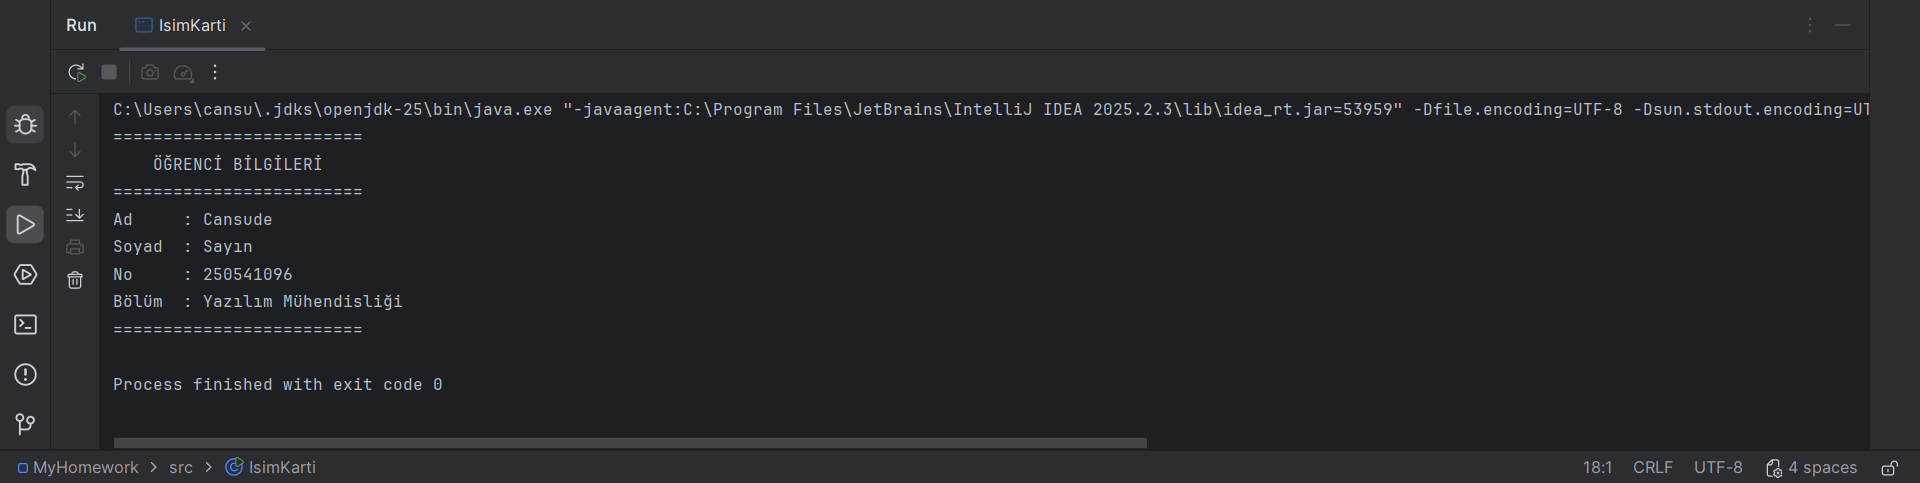 Run IsimKarti
C:\Users\cansu\.jdks\openjdk-25\bin\java.exe "-javaagent:C:\Program Files\JetBrains\IntelliJ IDEA 2025.2.3\lib\idea_rt.jar=53959" -Dfile.encoding=UTF-8 -Dsun.stdout.encoding=UT
=========================
    ÖĞRENCİ BİLGİLERİ
=========================
Ad     : Cansude
Soyad  : Sayın
No     : 250541096
Bölüm  : Yazılım Mühendisliği
=========================
Process finished with exit code 0
MyHomework > src > IsimKarti 18:1 CRLF UTF-8 4 spaces